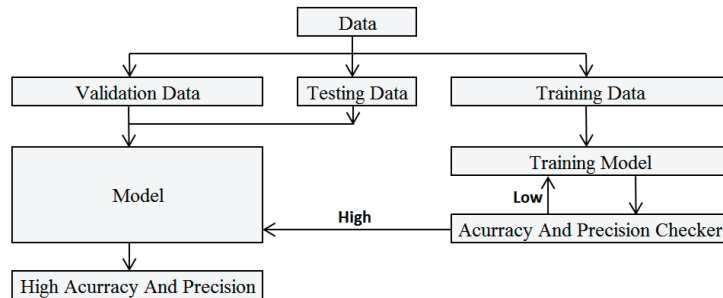 Data
Validation Data
Testing Data
Training Data
Training Model
Model
Low
High
Acurracy And Precision Checker
High Acurracy And Precision